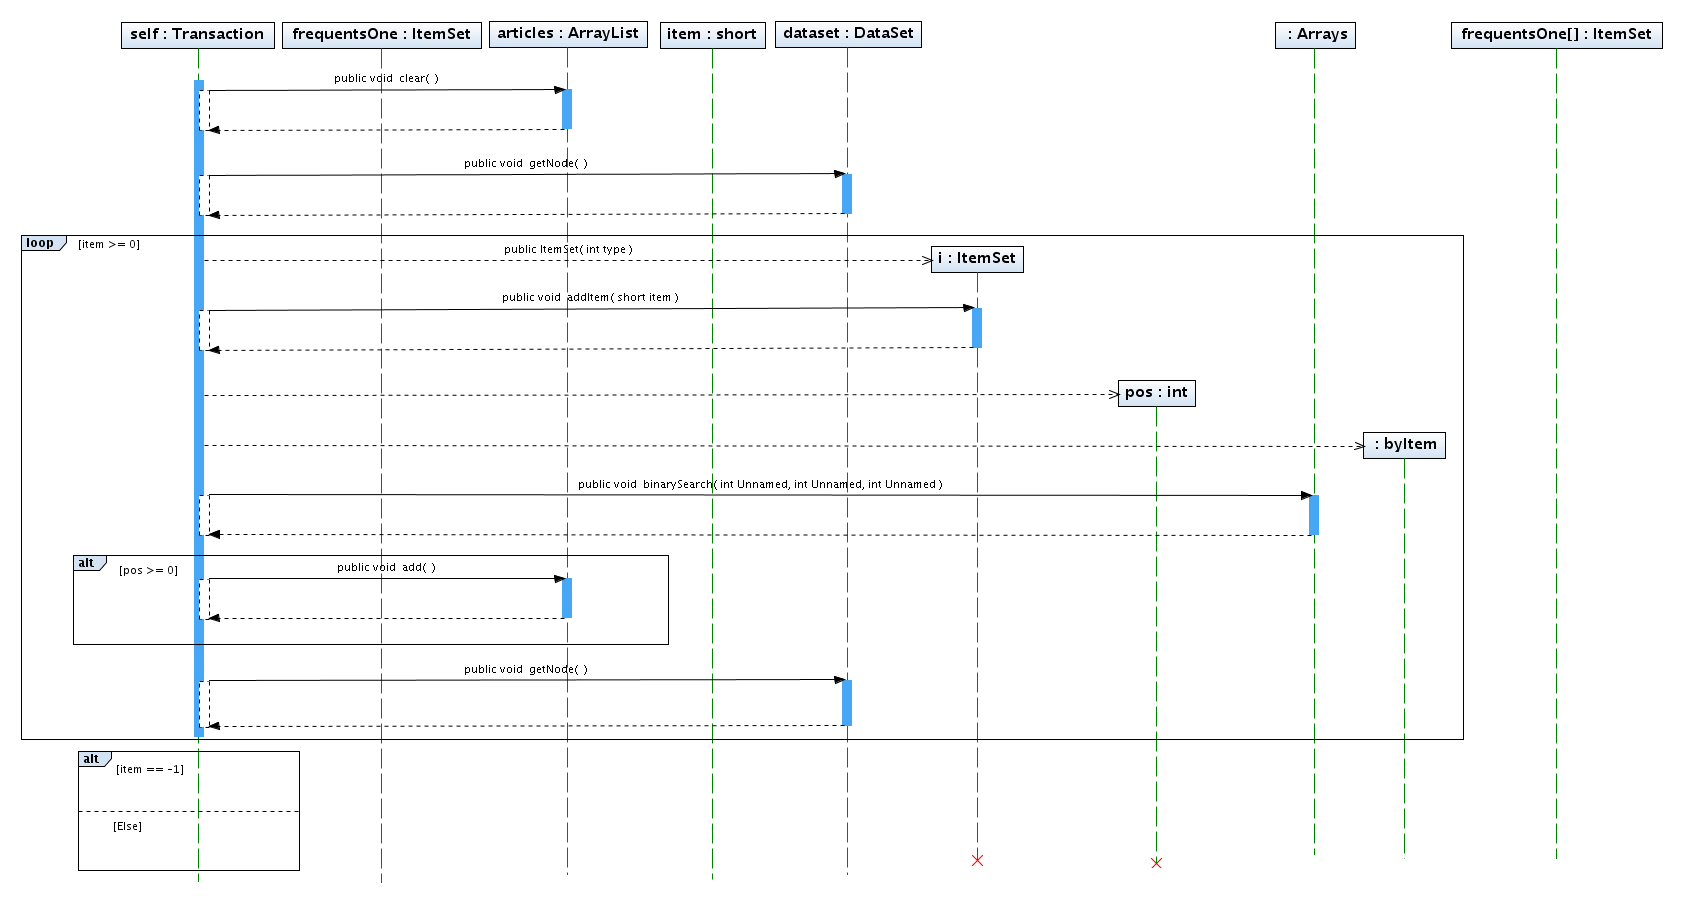 self : Transaction
frequentsOne : ItemSet
articles : ArrayList
item : short
dataset : DataSet
: Arrays
frequentsOne[] : ItemSet
public void clear( )
public void getNode( )
loop
[item >= 0]
public ItemSet( int type )
i : ItemSet
public void addItem( short item )
pos : int
: byItem
public void binarySearch( int Unnamed, int Unnamed, int Unnamed )
alt
[pos >= 0]
public void add( )
public void getNode( )
alt
[item == -1]
[Else]